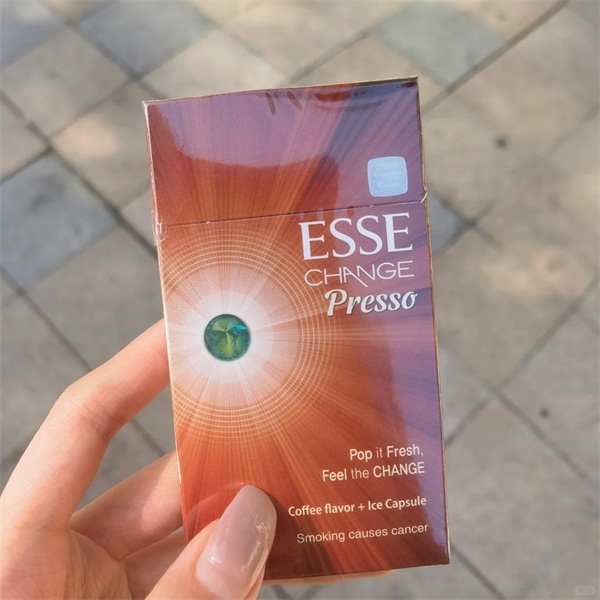 ESSE
CHANGE
Presso
Pop it Fresh,
Feel the CHANGE
Coffee flavor + Ice Capsule
Smoking causes cancer